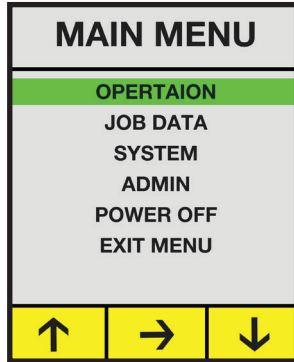 MAIN MENU
OPERTAION
JOB DATA
SYSTEM
ADMIN
POWER OFF
EXIT MENU
↑ → ↓